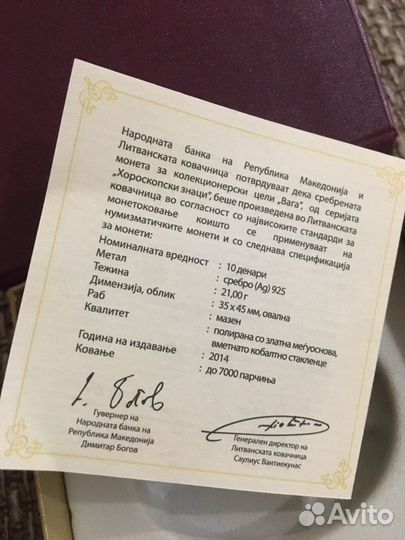 Народната банка на Република Македонија и
Литванската ковачница потврдуваат дека сребрената
монета за колекционерски цели „Вага“, од серијата
„Хороскопски знаци“, беше произведена во Литванската
ковачница во согласност со највисоките стандарди за
монетоковање коишто се применуваат на
нумизматичките монети и со следнава спецификација
за монети:
Номиналната вредност : 10 денари
Метал : сребро (Ag) 925
Тежина : 21,00 г
Димензија, облик : 35 x 45 мм, овална
Раб : мазен
Квалитет : полирана со златна меѓуоснова,
вметнато кобалтно стакленце
Година на издавање : 2014
Ковање : до 7000 парчиња
Гувернер на
Народната банка на
Република Македонија
Димитар Богов
Генерален директор на
Литванската ковачница
Саулиус Ваитиекунас
Avito